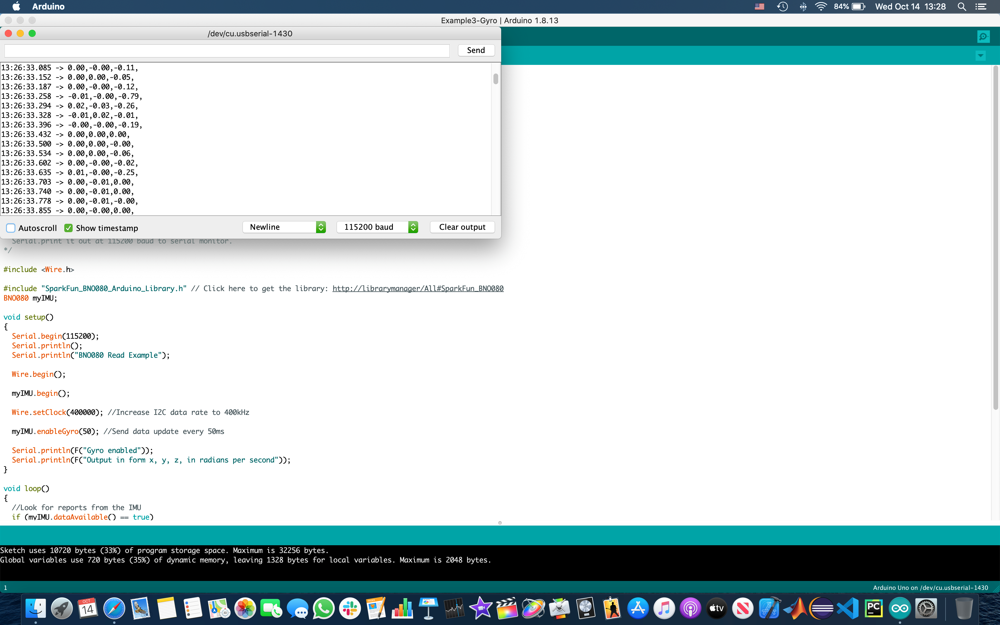 Arduino 84% Wed Oct 14 13:28
Example3-Gyro | Arduino 1.8.13
/dev/cu.usbserial-1430
Send
13:26:33.085 -> 0.00,-0.00,-0.11,
13:26:33.152 -> 0.00,0.00,-0.05,
13:26:33.187 -> 0.00,-0.00,-0.12,
13:26:33.258 -> -0.01,-0.00,-0.79,
13:26:33.294 -> 0.02,-0.03,-0.26,
13:26:33.328 -> -0.01,0.02,-0.01,
13:26:33.396 -> -0.00,-0.00,-0.19,
13:26:33.432 -> 0.00,0.00,0.00,
13:26:33.500 -> 0.00,0.00,-0.00,
13:26:33.534 -> 0.00,0.00,-0.06,
13:26:33.602 -> 0.00,-0.00,-0.02,
13:26:33.635 -> 0.01,-0.00,-0.25,
13:26:33.703 -> 0.00,-0.01,0.00,
13:26:33.740 -> 0.00,-0.01,0.00,
13:26:33.778 -> 0.00,-0.01,-0.00,
13:26:33.855 -> 0.00,-0.00,0.00,
Autoscroll Show timestamp Newline 115200 baud Clear output
Serial.print it out at 115200 baud to serial monitor.
*/
#include <Wire.h>
#include "SparkFun_BNO080_Arduino_Library.h" // Click here to get the library: http://librarymanager/All#SparkFun_BNO080
BNO080 myIMU;
void setup()
{
Serial.begin(115200);
Serial.println();
Serial.println("BNO080 Read Example");
Wire.begin();
myIMU.begin();
Wire.setClock(400000); //Increase I2C data rate to 400kHz
myIMU.enableGyro(50); //Send data update every 50ms
Serial.println(F("Gyro enabled"));
Serial.println(F("Output in form x, y, z, in radians per second"));
}
void loop()
{
//Look for reports from the IMU
if (myIMU.dataAvailable() == true)
Sketch uses 10720 bytes (33%) of program storage space. Maximum is 32256 bytes.
Global variables use 720 bytes (35%) of dynamic memory, leaving 1328 bytes for local variables. Maximum is 2048 bytes.
1 Arduino Uno on /dev/cu.usbserial-1430
OCT
14
3D
PAGES
tv
PC